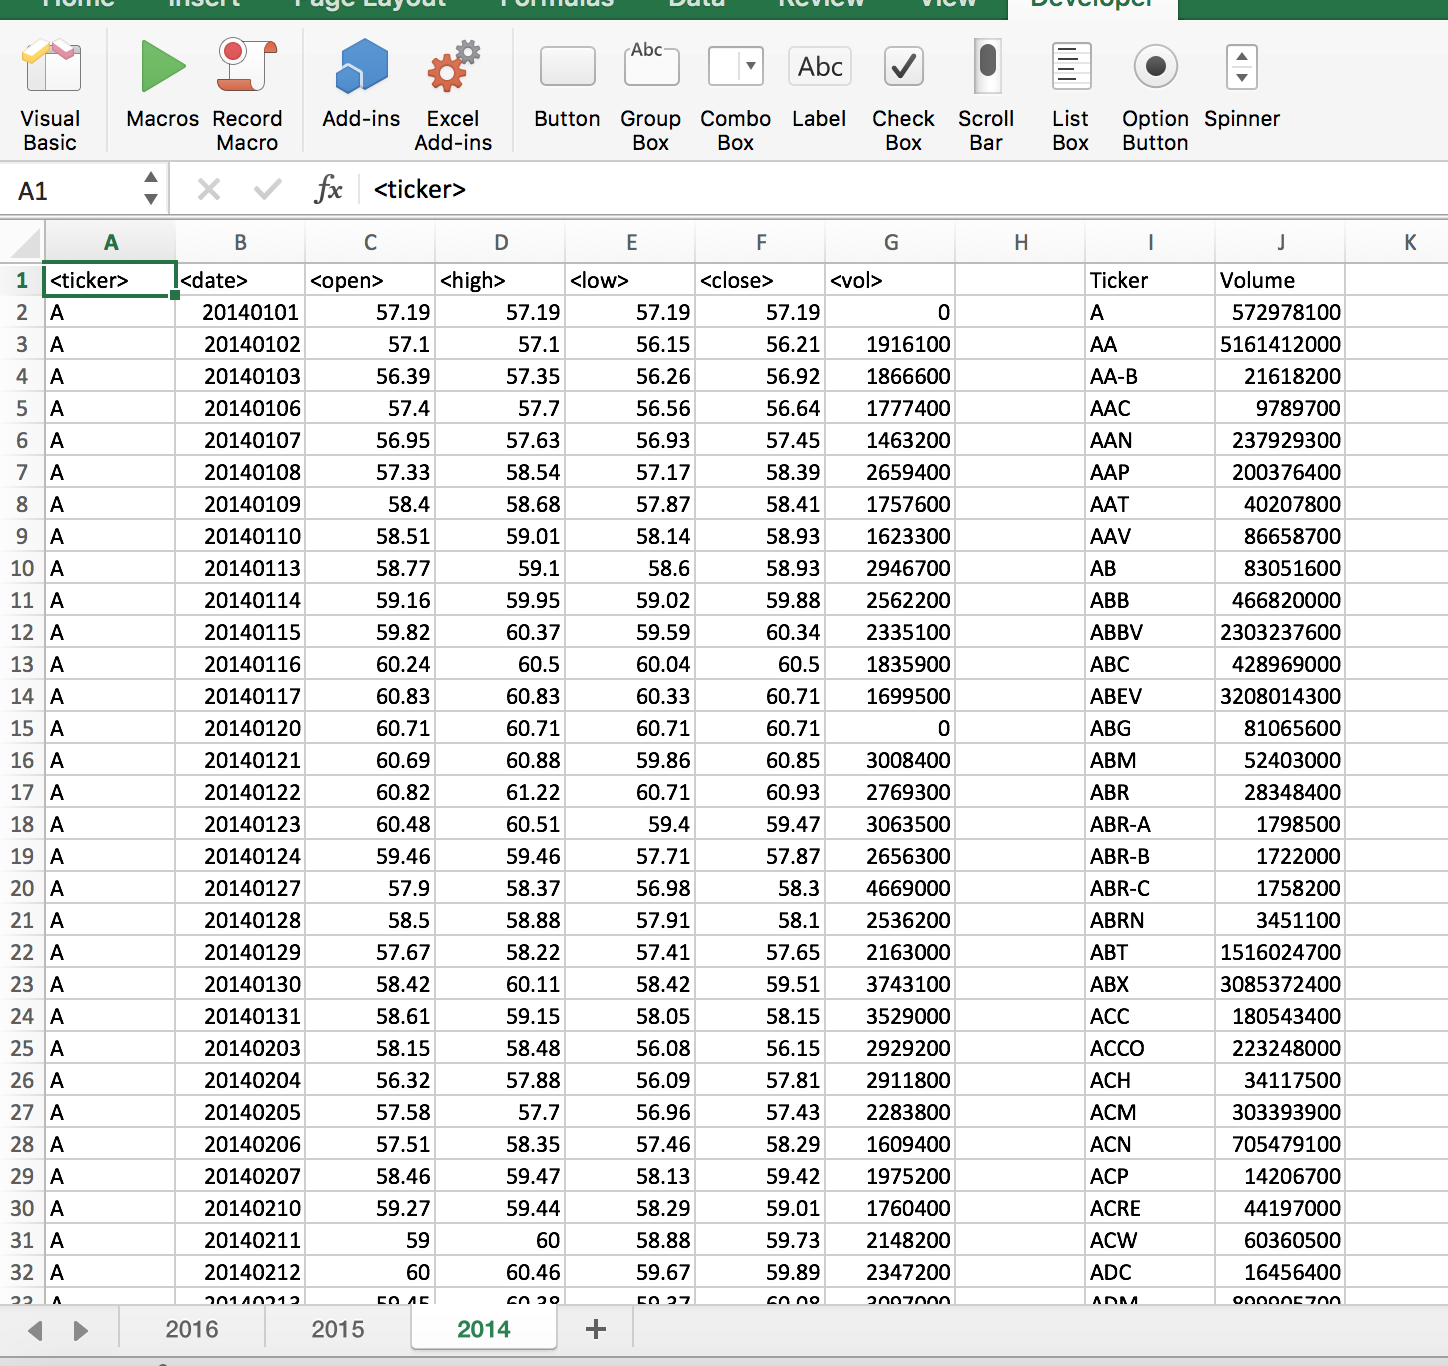 Home Insert Page Layout Formulas Data Review View Developer
Visual Basic Macros Record Macro Add-ins Excel Add-ins Button Group Box Combo Box Label Check Box Scroll Bar List Box Option Button Spinner
Abc Abc
A1 fx <ticker>
A B C D E F G H I J K
1 <ticker> <date> <open> <high> <low> <close> <vol> Ticker Volume
2 A 20140101 57.19 57.19 57.19 57.19 0 A 572978100
3 A 20140102 57.1 57.1 56.15 56.21 1916100 AA 5161412000
4 A 20140103 56.39 57.35 56.26 56.92 1866600 AA-B 21618200
5 A 20140106 57.4 57.7 56.56 56.64 1777400 AAC 9789700
6 A 20140107 56.95 57.63 56.93 57.45 1463200 AAN 237929300
7 A 20140108 57.33 58.54 57.17 58.39 2659400 AAP 200376400
8 A 20140109 58.4 58.68 57.87 58.41 1757600 AAT 40207800
9 A 20140110 58.51 59.01 58.14 58.93 1623300 AAV 86658700
10 A 20140113 58.77 59.1 58.6 58.93 2946700 AB 83051600
11 A 20140114 59.16 59.95 59.02 59.88 2562200 ABB 466820000
12 A 20140115 59.82 60.37 59.59 60.34 2335100 ABBV 2303237600
13 A 20140116 60.24 60.5 60.04 60.5 1835900 ABC 428969000
14 A 20140117 60.83 60.83 60.33 60.71 1699500 ABEV 3208014300
15 A 20140120 60.71 60.71 60.71 60.71 0 ABG 81065600
16 A 20140121 60.69 60.88 59.86 60.85 3008400 ABM 52403000
17 A 20140122 60.82 61.22 60.71 60.93 2769300 ABR 28348400
18 A 20140123 60.48 60.51 59.4 59.47 3063500 ABR-A 1798500
19 A 20140124 59.46 59.46 57.71 57.87 2656300 ABR-B 1722000
20 A 20140127 57.9 58.37 56.98 58.3 4669000 ABR-C 1758200
21 A 20140128 58.5 58.88 57.91 58.1 2536200 ABRN 3451100
22 A 20140129 57.67 58.22 57.41 57.65 2163000 ABT 1516024700
23 A 20140130 58.42 60.11 58.42 59.51 3743100 ABX 3085372400
24 A 20140131 58.61 59.15 58.05 58.15 3529000 ACC 180543400
25 A 20140203 58.15 58.48 56.08 56.15 2929200 ACCO 223248000
26 A 20140204 56.32 57.88 56.09 57.81 2911800 ACH 34117500
27 A 20140205 57.58 57.7 56.96 57.43 2283800 ACM 303393900
28 A 20140206 57.51 58.35 57.46 58.29 1609400 ACN 705479100
29 A 20140207 58.46 59.47 58.13 59.42 1975200 ACP 14206700
30 A 20140210 59.27 59.44 58.29 59.01 1760400 ACRE 44197000
31 A 20140211 59 60 58.88 59.73 2148200 ACW 60360500
32 A 20140212 60 60.46 59.67 59.89 2347200 ADC 16456400
33 A 20140213 59.45 60.38 59.37 60.08 3097000 ADM
2016 2015 2014 +